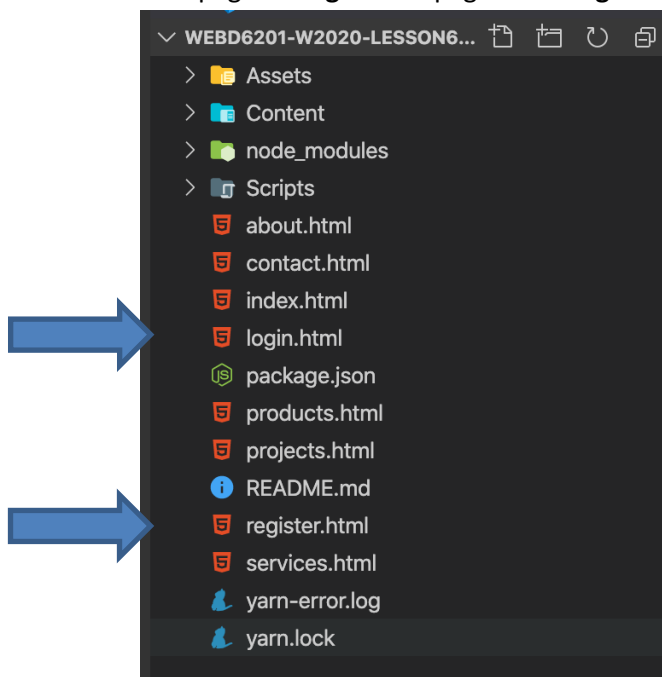 WEBD6201-W2020-LESSON6...
Assets
Content
node_modules
Scripts
about.html
contact.html
index.html
login.html
package.json
products.html
projects.html
README.md
register.html
services.html
yarn-error.log
yarn.lock